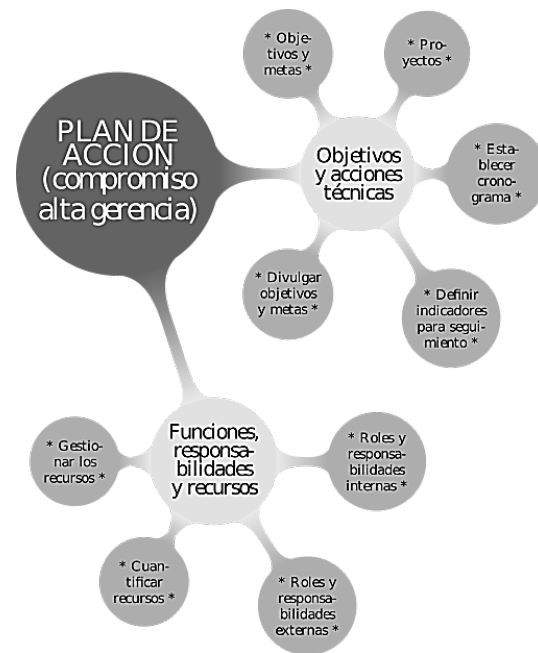 PLAN DE
ACCION
(compromiso
alta gerencia)
Objetivos
y acciones
técnicas
* Obje-
tivos y
metas *
* Pro-
yectos *
* Esta-
blecer
crono-
grama *
* Definir
indicadores
para segui-
miento *
* Divulgar
objetivos
y metas *
Funciones,
responsa-
bilidades
y recursos
* Roles y
responsa-
bilidades
internas *
* Roles y
responsa-
bilidades
externas *
* Cuan-
tificar
recursos *
* Gestio-
nar los
recursos *